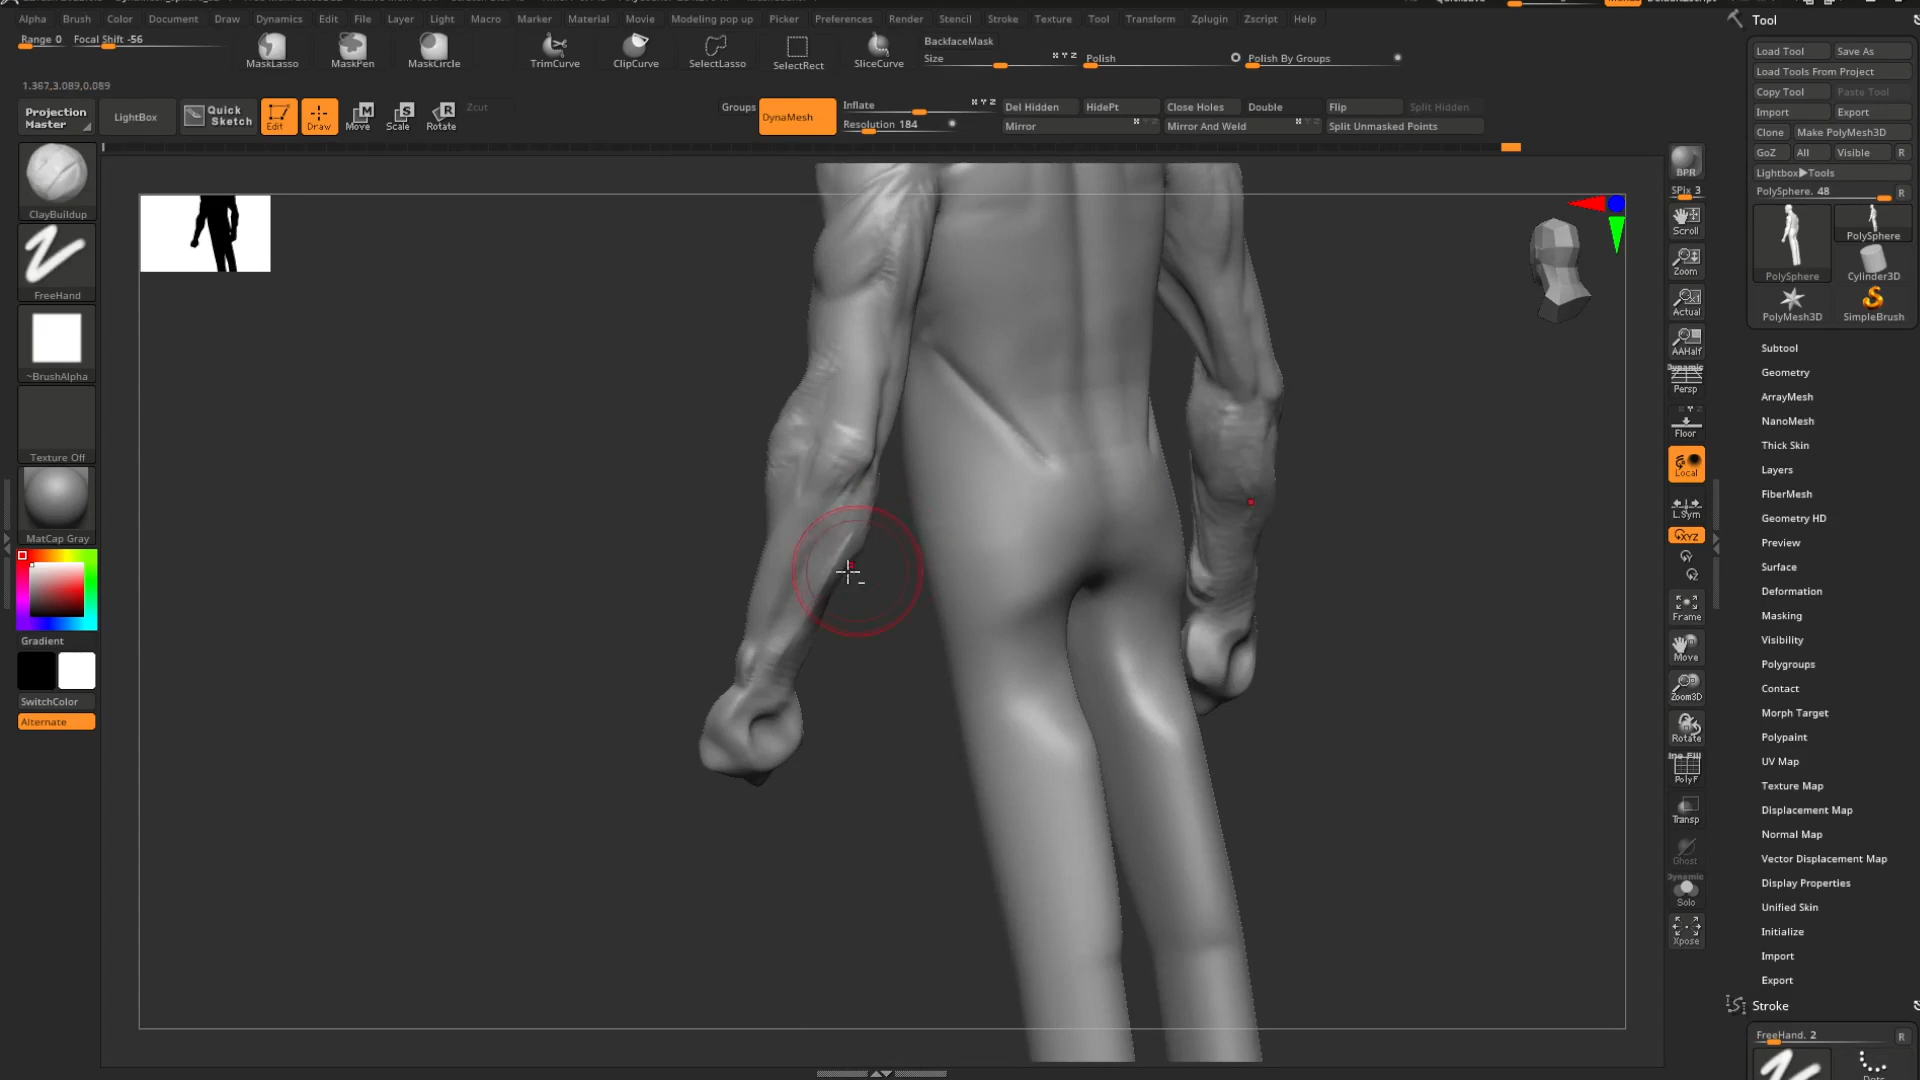 Alpha Brush Color Document Draw Dynamics Edit File Layer Light Macro Marker Material Movie Modeling pop up Picker Preferences Render Stencil Stroke Texture Tool Transform Zplugin Zscript Help
Range 0 Focal Shift -56
MaskLasso MaskPen MaskCircle TrimCurve ClipCurve SelectLasso SelectRect SliceCurve
BackfaceMask
Size X Y Z Polish Polish By Groups
1.367,3.089,0.089
Projection Master
LightBox
Quick Sketch
Edit Draw Move Scale Rotate
Zcut
Groups DynaMesh
Inflate X Y Z
Resolution 184
Del Hidden HidePt Close Holes Double Flip Split Hidden
Mirror Mirror And Weld Split Unmasked Points
ClayBuildup
FreeHand
~BrushAlpha
Texture Off
MatCap Gray
Gradient
SwitchColor
Alternate
BPR
SPix 3
Scroll
Zoom
Actual
AAHalf
Dynamic
Persp
Floor
Local
L.Sym
XYZ
Frame
Move
Zoom3D
Rotate
Line Fill
PolyF
Transp
Ghost
Dynamic
Solo
Xpose
Tool
Load Tool Save As
Load Tools From Project
Copy Tool Paste Tool
Import Export
Clone Make PolyMesh3D
GoZ All Visible R
Lightbox▶Tools
PolySphere. 48 R
PolySphere
PolySphere Cylinder3D
PolyMesh3D SimpleBrush
Subtool
Geometry
ArrayMesh
NanoMesh
Thick Skin
Layers
FiberMesh
Geometry HD
Preview
Surface
Deformation
Masking
Visibility
Polygroups
Contact
Morph Target
Polypaint
UV Map
Texture Map
Displacement Map
Normal Map
Vector Displacement Map
Display Properties
Unified Skin
Initialize
Import
Export
Stroke
FreeHand. 2 R